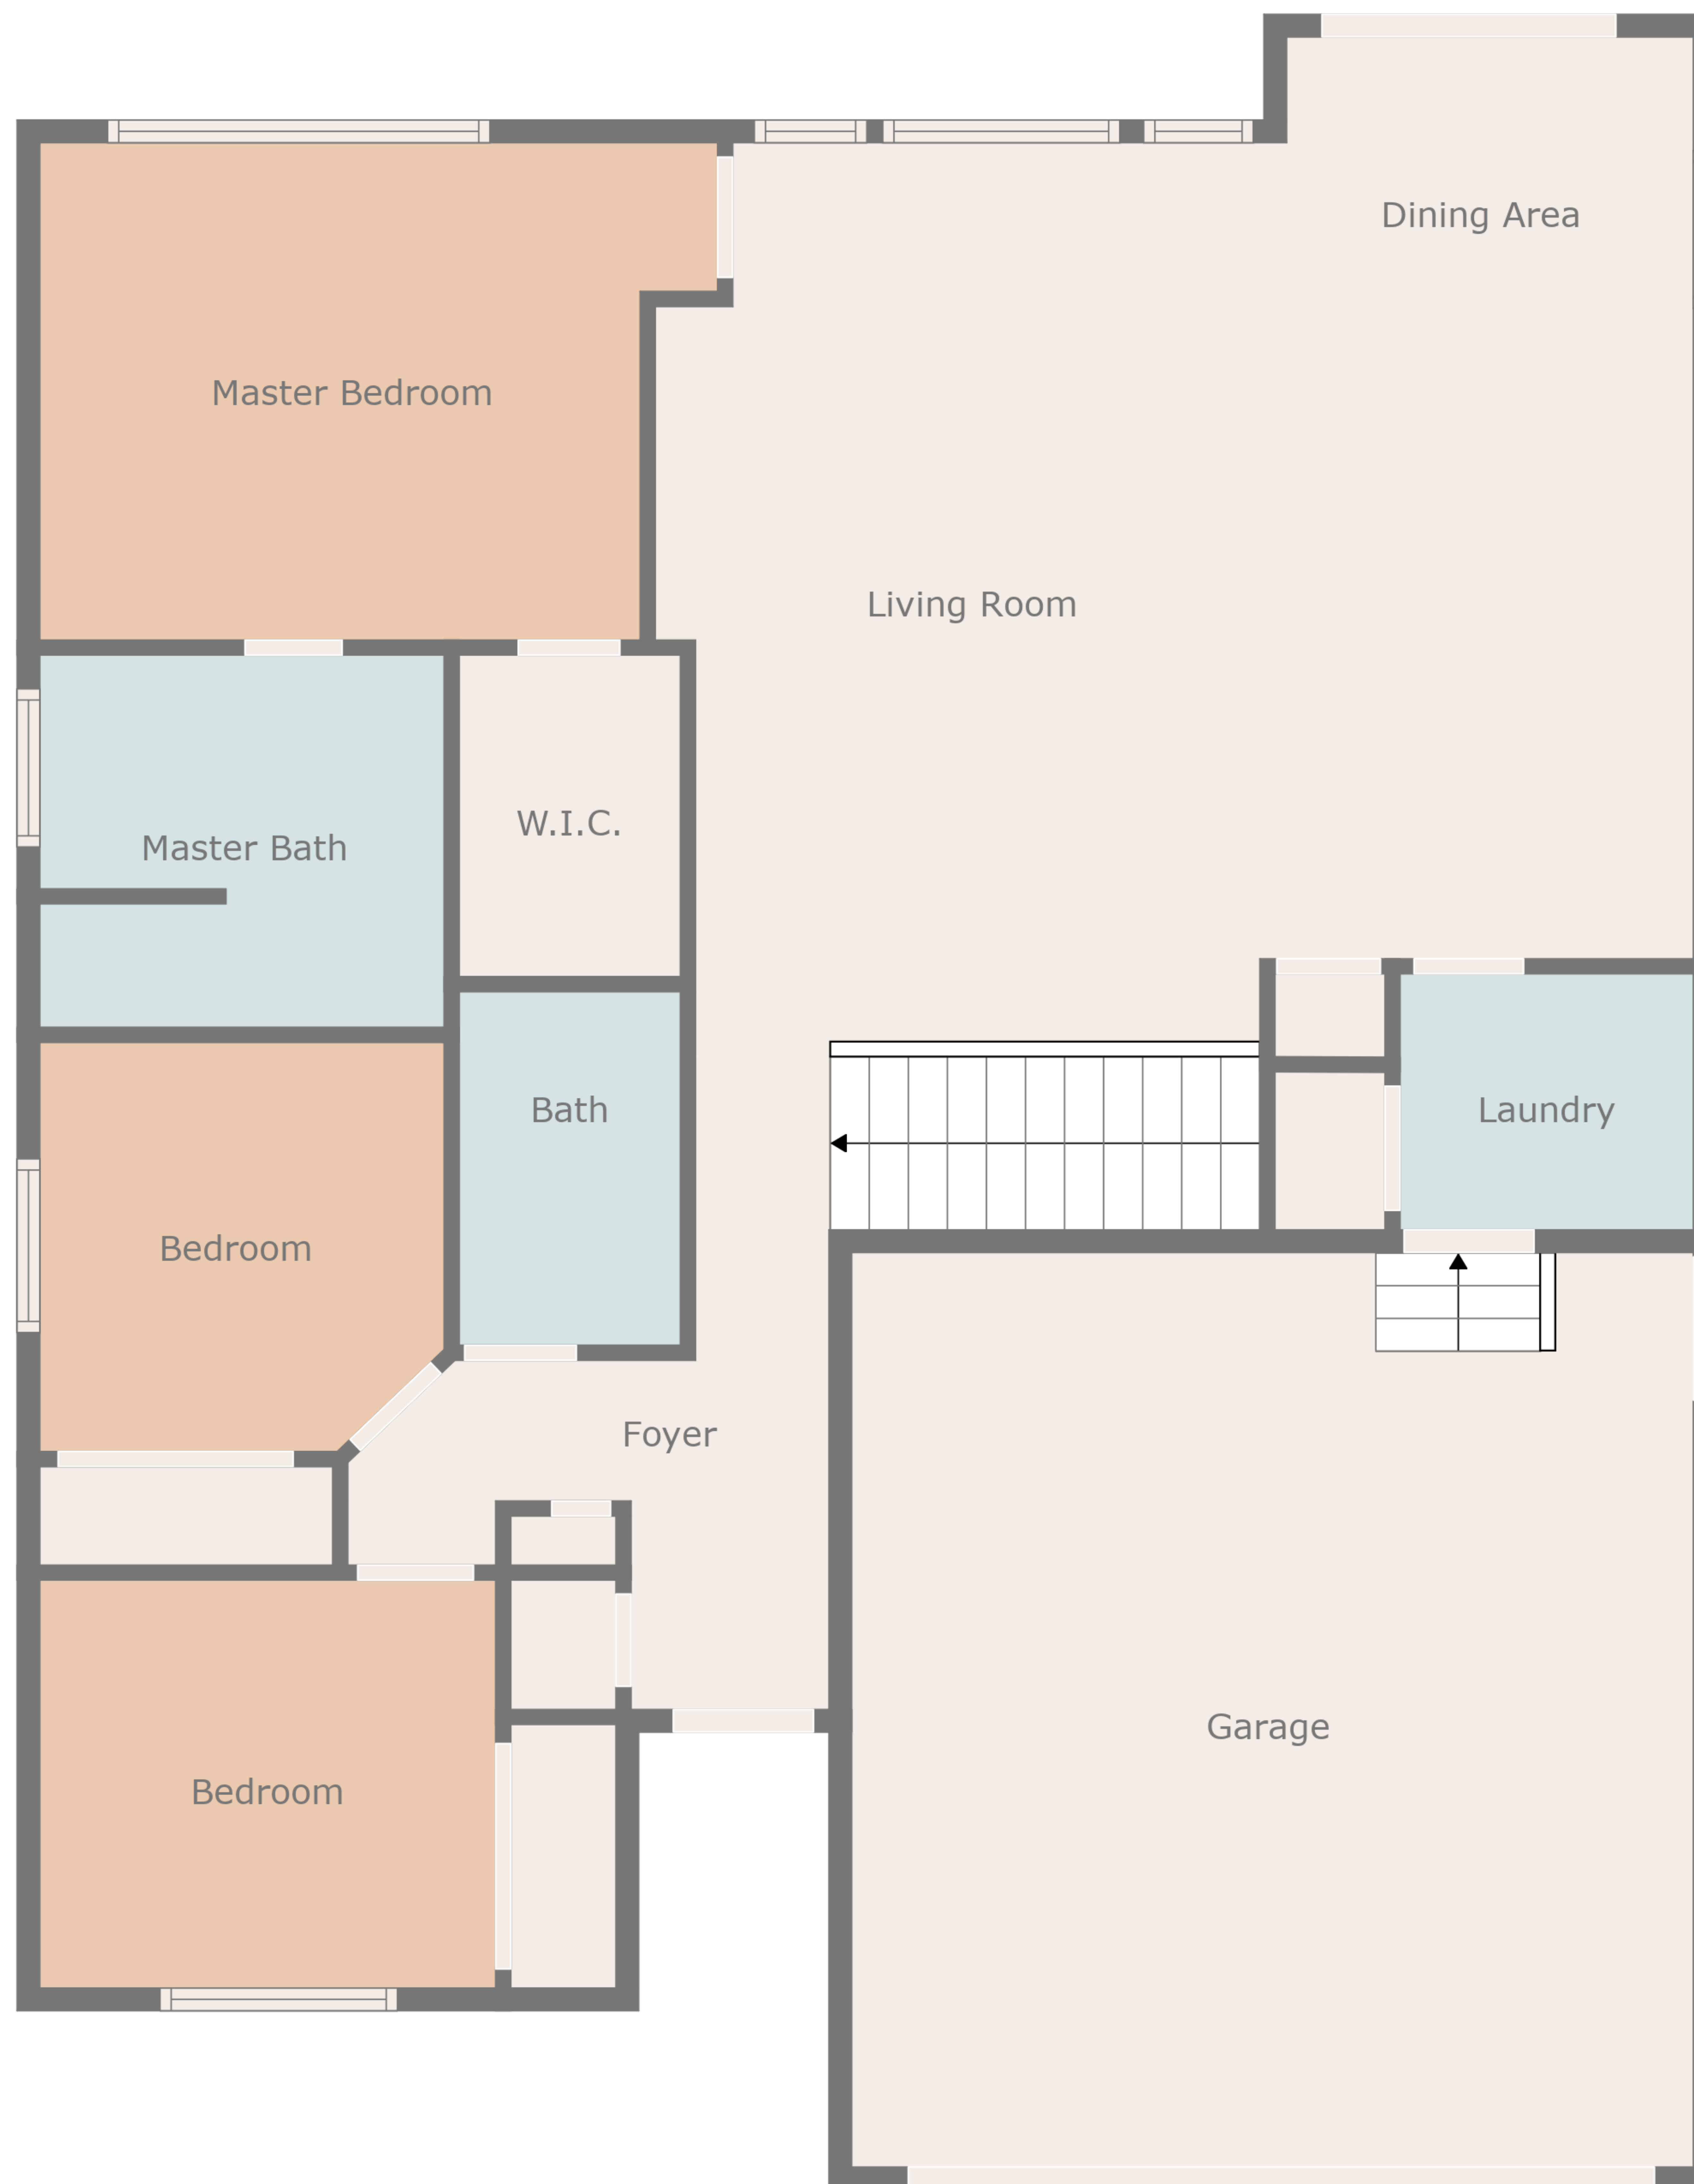 Dining Area
Master Bedroom
Living Room
W.I.C.
Master Bath
Bath
Laundry
Bedroom
Foyer
Garage
Bedroom